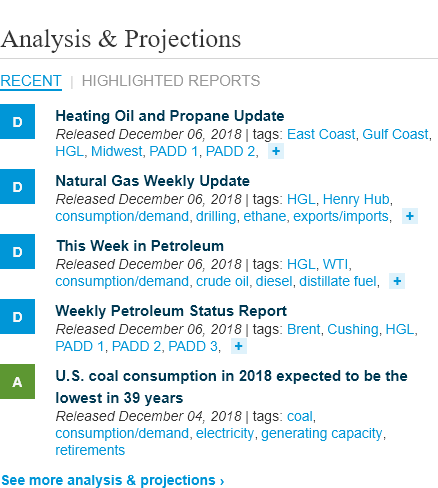 Analysis & Projections
RECENT | HIGHLIGHTED REPORTS
D
Heating Oil and Propane Update
Released December 06, 2018 | tags: East Coast, Gulf Coast,
HGL, Midwest, PADD 1, PADD 2, +
D
Natural Gas Weekly Update
Released December 06, 2018 | tags: HGL, Henry Hub,
consumption/demand, drilling, ethane, exports/imports, +
D
This Week in Petroleum
Released December 06, 2018 | tags: HGL, WTI,
consumption/demand, crude oil, diesel, distillate fuel, +
D
Weekly Petroleum Status Report
Released December 06, 2018 | tags: Brent, Cushing, HGL,
PADD 1, PADD 2, PADD 3, +
A
U.S. coal consumption in 2018 expected to be the
lowest in 39 years
Released December 04, 2018 | tags: coal,
consumption/demand, electricity, generating capacity,
retirements
See more analysis & projections ›